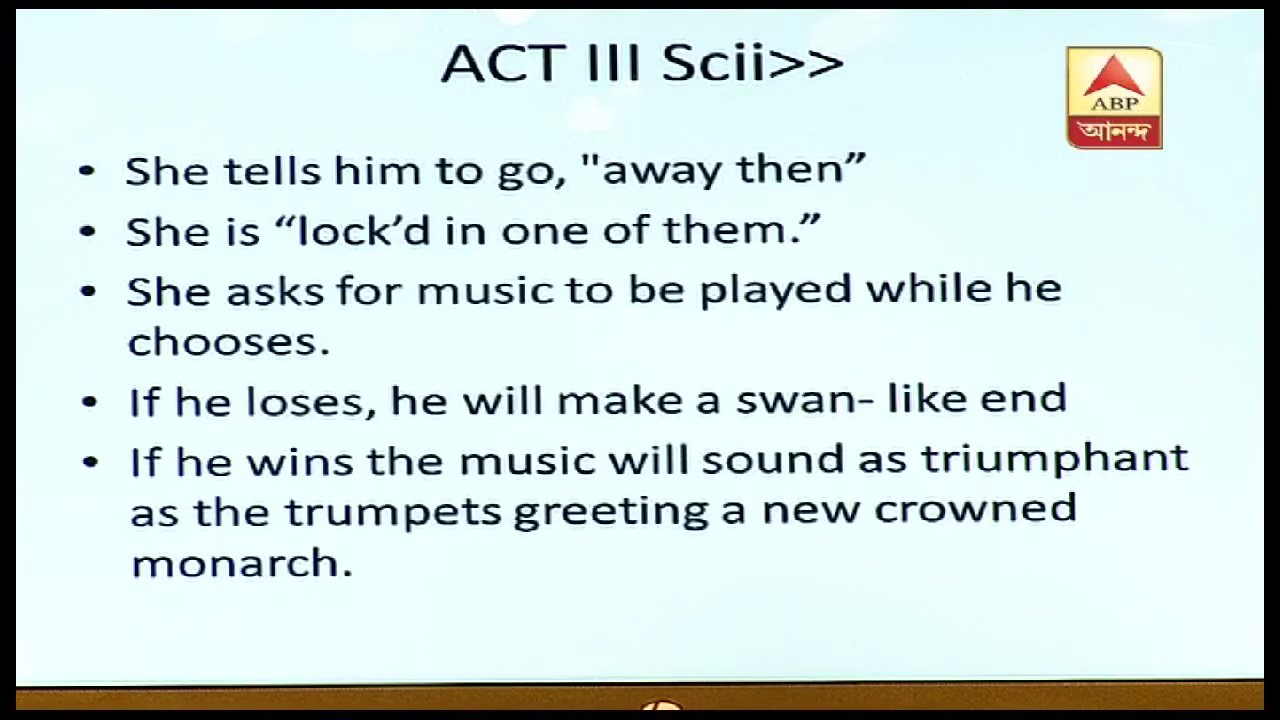 ACT III Scii>>
ABP
আনন্দ
• She tells him to go, "away then”
• She is “lock’d in one of them.”
• She asks for music to be played while he
chooses.
• If he loses, he will make a swan- like end
• If he wins the music will sound as triumphant
as the trumpets greeting a new crowned
monarch.